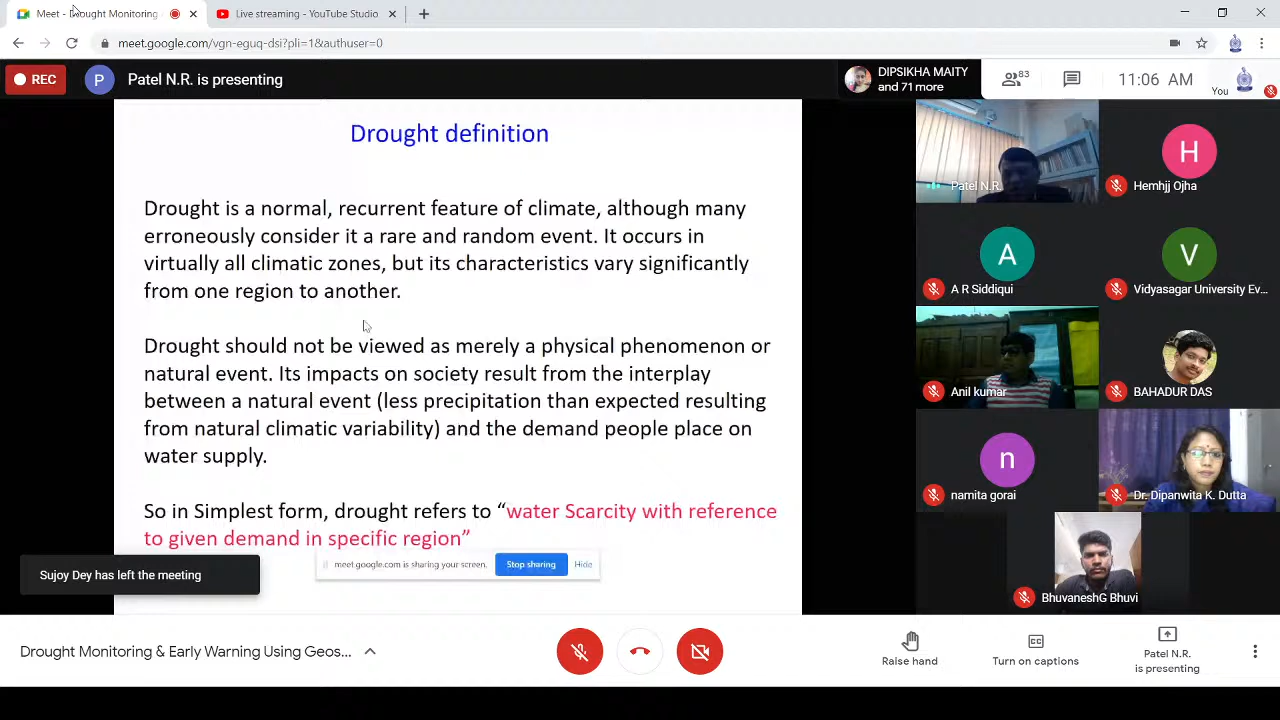 Meet - Drought Monitoring
Live streaming - YouTube Studio
meet.google.com/vgn-eguq-dsi?pli=1&authuser=0
REC
P
Patel N.R. is presenting
DIPSIKHA MAITY
and 71 more
83
11:06 AM
You
Drought definition
Drought is a normal, recurrent feature of climate, although many
erroneously consider it a rare and random event. It occurs in
virtually all climatic zones, but its characteristics vary significantly
from one region to another.
Drought should not be viewed as merely a physical phenomenon or
natural event. Its impacts on society result from the interplay
between a natural event (less precipitation than expected resulting
from natural climatic variability) and the demand people place on
water supply.
So in Simplest form, drought refers to “water Scarcity with reference
to given demand in specific region”
meet.google.com is sharing your screen.
Stop sharing
Hide
Sujoy Dey has left the meeting
Patel N.R.
H
Hemhjj Ojha
A
A R Siddiqui
V
Vidyasagar University Ev...
Anil kumar
BAHADUR DAS
n
namita gorai
Dr. Dipanwita K. Dutta
BhuvaneshG Bhuvi
Drought Monitoring & Early Warning Using Geos...
Raise hand
CC
Turn on captions
Patel N.R.
is presenting